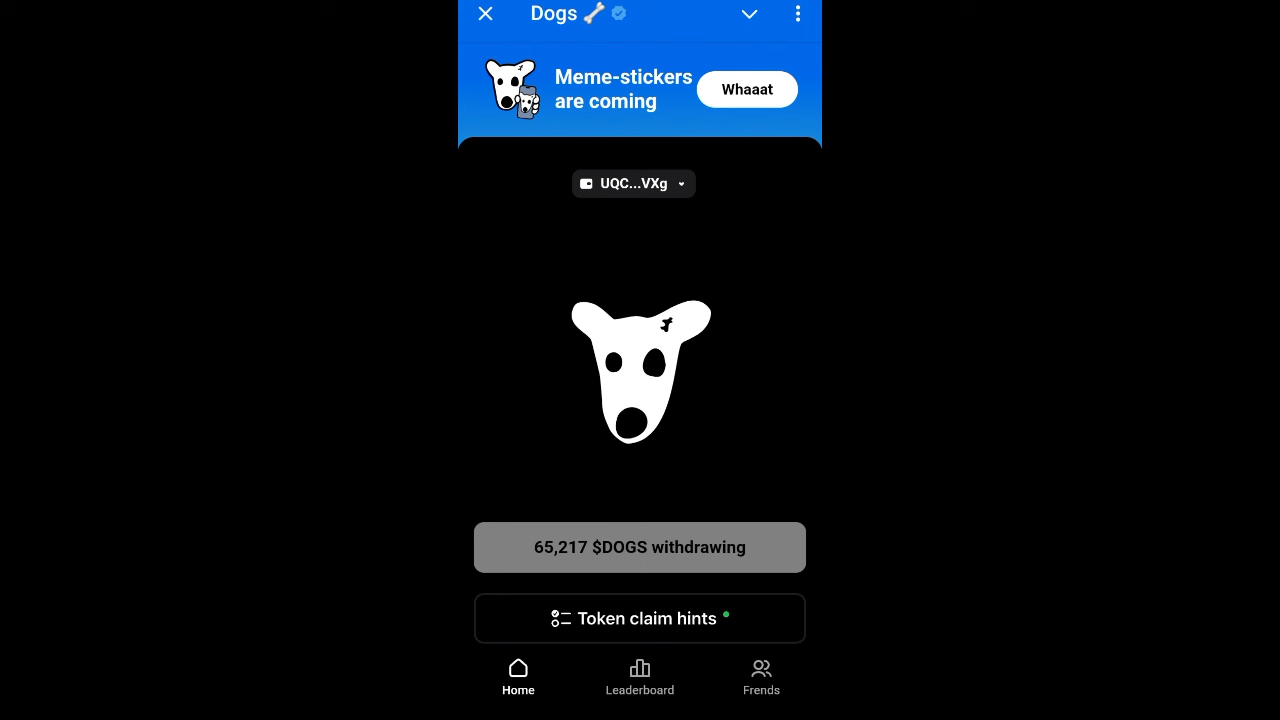 Dogs 🦴
Meme-stickers
are coming
Whaaat
UQC...VXg
65,217 $DOGS withdrawing
Token claim hints
Home
Leaderboard
Frends